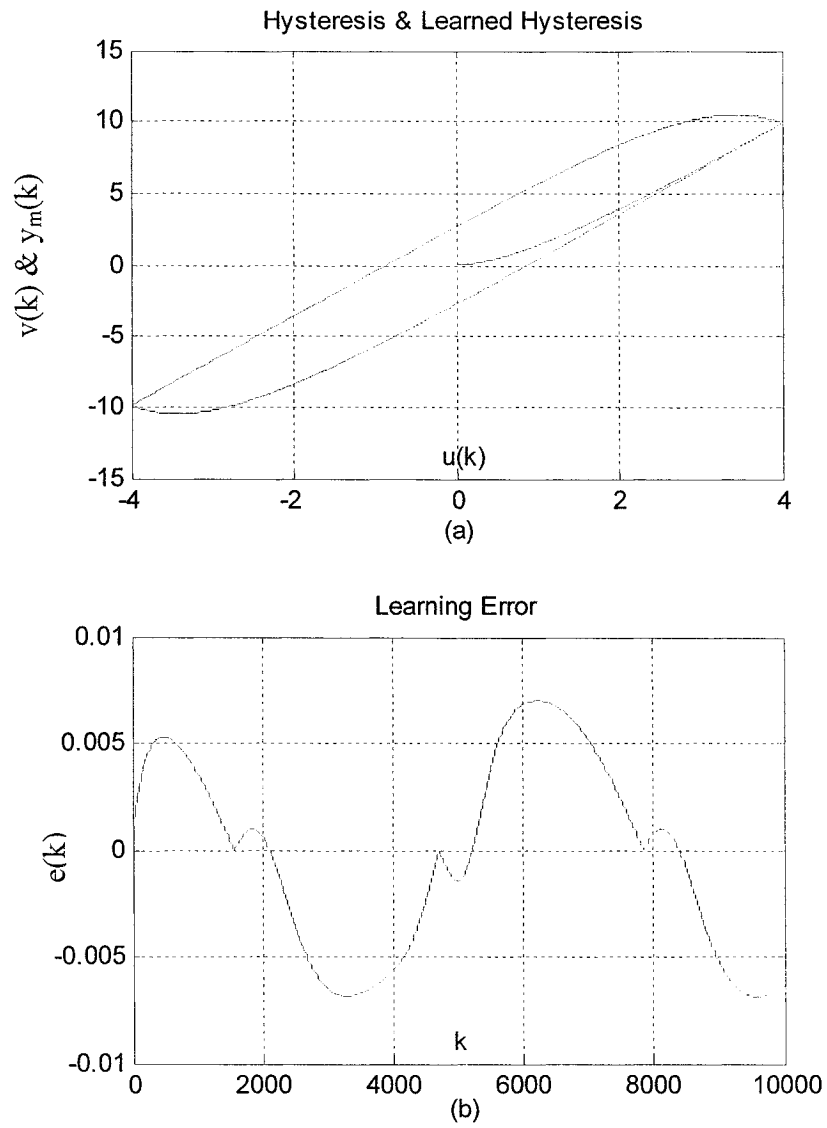 Hysteresis & Learned Hysteresis
15
10
5
0
-5
-10
-15
v(k) & yₘ(k)
u(k)
-4 -2 0 2 4
(a)
Learning Error
0.01
0.005
0
-0.005
-0.01
e(k)
k
0 2000 4000 6000 8000 10000
(b)